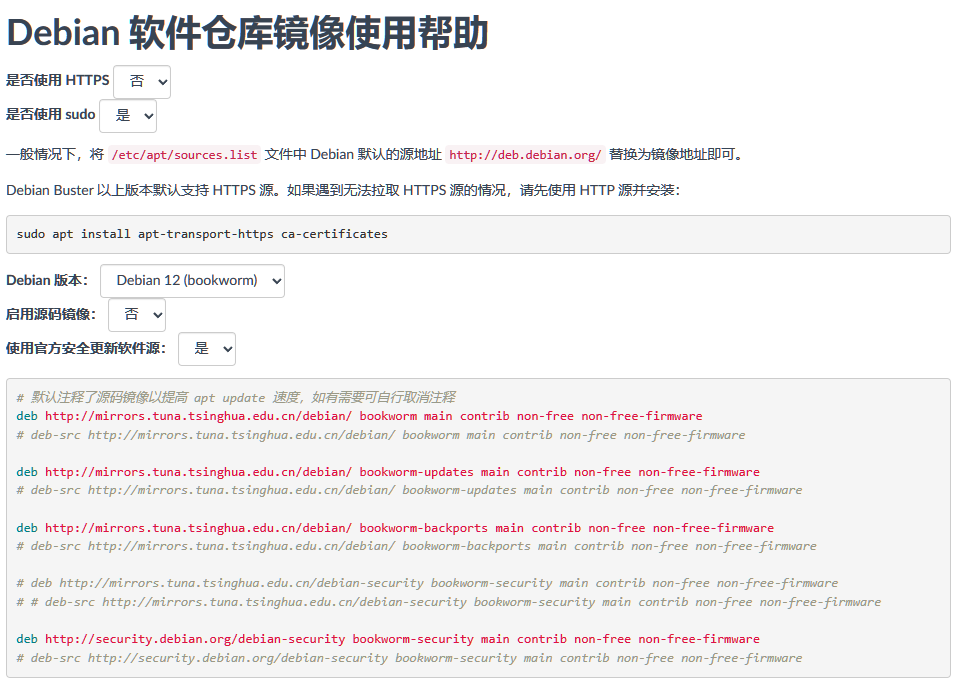 Debian 软件仓库镜像使用帮助
是否使用 HTTPS 否
是否使用 sudo 是
一般情况下，将 /etc/apt/sources.list 文件中 Debian 默认的源地址 http://deb.debian.org/ 替换为镜像地址即可。
Debian Buster 以上版本默认支持 HTTPS 源。如果遇到无法拉取 HTTPS 源的情况，请先使用 HTTP 源并安装：
sudo apt install apt-transport-https ca-certificates
Debian 版本： Debian 12 (bookworm)
启用源码镜像： 否
使用官方安全更新软件源： 是
# 默认注释了源码镜像以提高 apt update 速度，如有需要可自行取消注释
deb http://mirrors.tuna.tsinghua.edu.cn/debian/ bookworm main contrib non-free non-free-firmware
# deb-src http://mirrors.tuna.tsinghua.edu.cn/debian/ bookworm main contrib non-free non-free-firmware
deb http://mirrors.tuna.tsinghua.edu.cn/debian/ bookworm-updates main contrib non-free non-free-firmware
# deb-src http://mirrors.tuna.tsinghua.edu.cn/debian/ bookworm-updates main contrib non-free non-free-firmware
deb http://mirrors.tuna.tsinghua.edu.cn/debian/ bookworm-backports main contrib non-free non-free-firmware
# deb-src http://mirrors.tuna.tsinghua.edu.cn/debian/ bookworm-backports main contrib non-free non-free-firmware
# deb http://mirrors.tuna.tsinghua.edu.cn/debian-security bookworm-security main contrib non-free non-free-firmware
# # deb-src http://mirrors.tuna.tsinghua.edu.cn/debian-security bookworm-security main contrib non-free non-free-firmware
deb http://security.debian.org/debian-security bookworm-security main contrib non-free non-free-firmware
# deb-src http://security.debian.org/debian-security bookworm-security main contrib non-free non-free-firmware